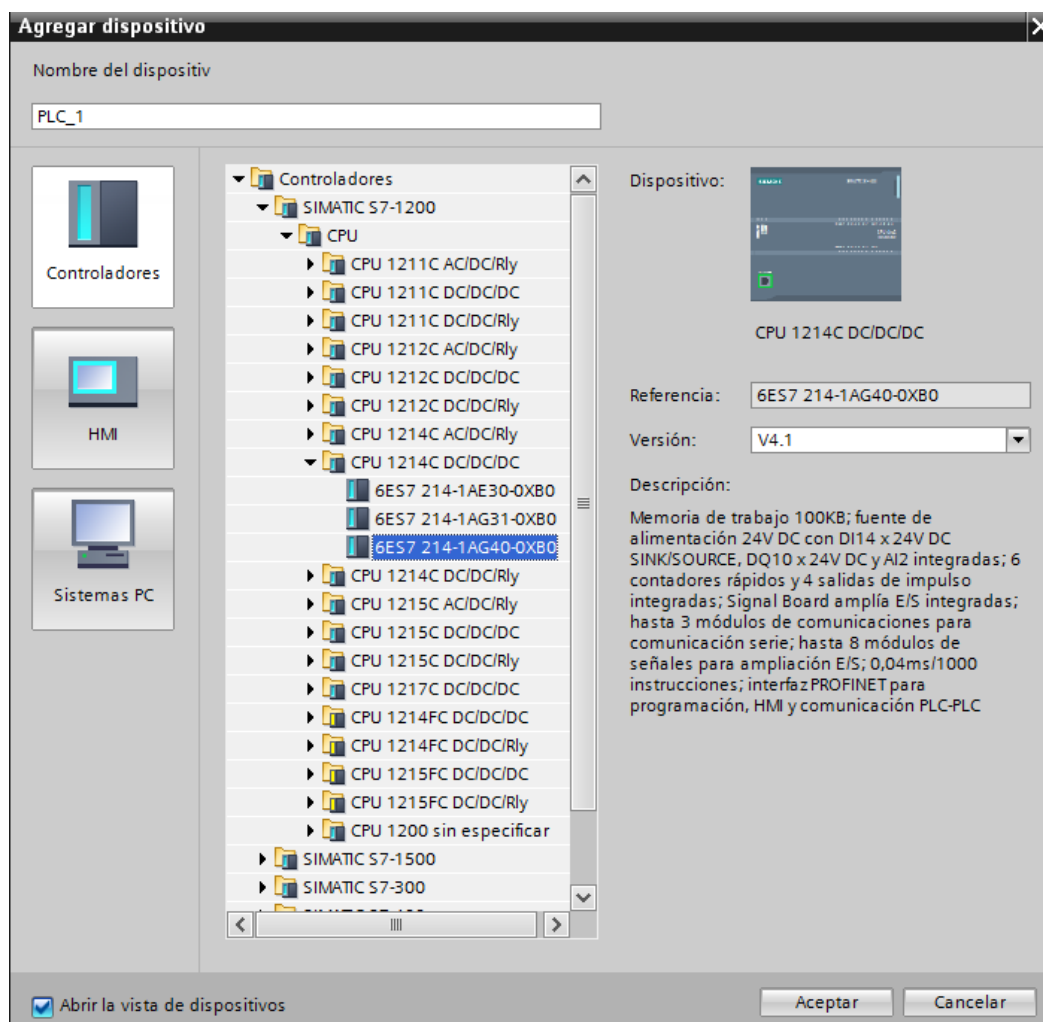 Agregar dispositivo
Nombre del dispositiv
PLC_1
Controladores
HMI
Sistemas PC
Controladores
SIMATIC S7-1200
CPU
CPU 1211C AC/DC/Rly
CPU 1211C DC/DC/DC
CPU 1211C DC/DC/Rly
CPU 1212C AC/DC/Rly
CPU 1212C DC/DC/DC
CPU 1212C DC/DC/Rly
CPU 1214C AC/DC/Rly
CPU 1214C DC/DC/DC
6ES7 214-1AE30-0XB0
6ES7 214-1AG31-0XB0
6ES7 214-1AG40-0XB0
CPU 1214C DC/DC/Rly
CPU 1215C AC/DC/Rly
CPU 1215C DC/DC/DC
CPU 1215C DC/DC/Rly
CPU 1217C DC/DC/DC
CPU 1214FC DC/DC/DC
CPU 1214FC DC/DC/Rly
CPU 1215FC DC/DC/DC
CPU 1215FC DC/DC/Rly
CPU 1200 sin especificar
SIMATIC S7-1500
SIMATIC S7-300
Dispositivo:
CPU 1214C DC/DC/DC
Referencia: 6ES7 214-1AG40-0XB0
Versión: V4.1
Descripción:
Memoria de trabajo 100KB; fuente de
alimentación 24V DC con DI14 x 24V DC
SINK/SOURCE, DQ10 x 24V DC y AI2 integradas; 6
contadores rápidos y 4 salidas de impulso
integradas; Signal Board amplía E/S integradas;
hasta 3 módulos de comunicaciones para
comunicación serie; hasta 8 módulos de
señales para ampliación E/S; 0,04ms/1000
instrucciones; interfaz PROFINET para
programación, HMI y comunicación PLC-PLC
Abrir la vista de dispositivos
Aceptar
Cancelar